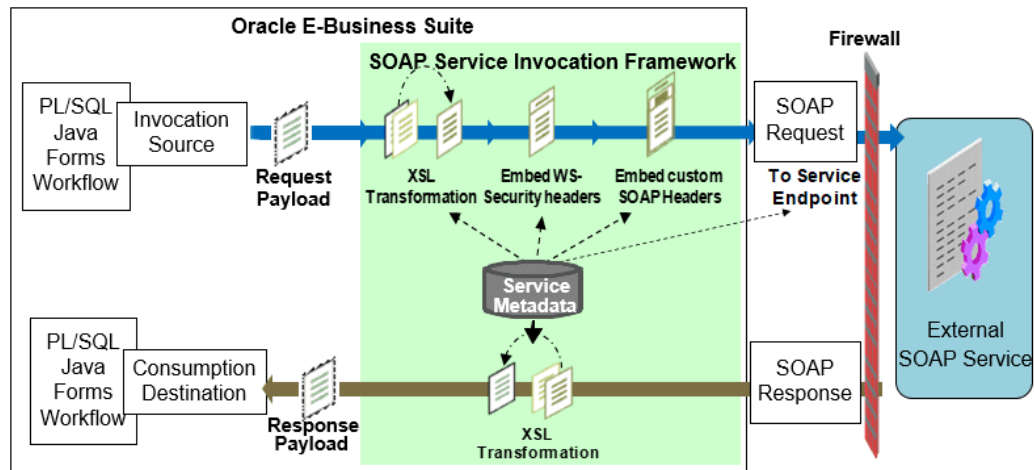 Oracle E-Business Suite
SOAP Service Invocation Framework
Firewall
PL/SQL
Java
Forms
Workflow
Invocation
Source
Request
Payload
XSL
Transformation
Embed WS-
Security headers
Embed custom
SOAP Headers
SOAP
Request
To Service
Endpoint
Service
Metadata
External
SOAP Service
PL/SQL
Java
Forms
Workflow
Consumption
Destination
Response
Payload
XSL
Transformation
SOAP
Response